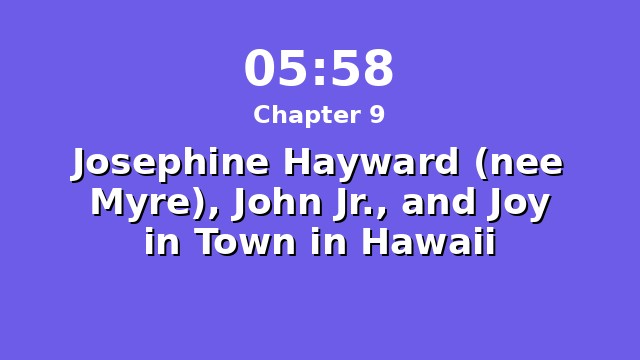 05:58
Chapter 9
Josephine Hayward (nee
Myre), John Jr., and Joy
in Town in Hawaii